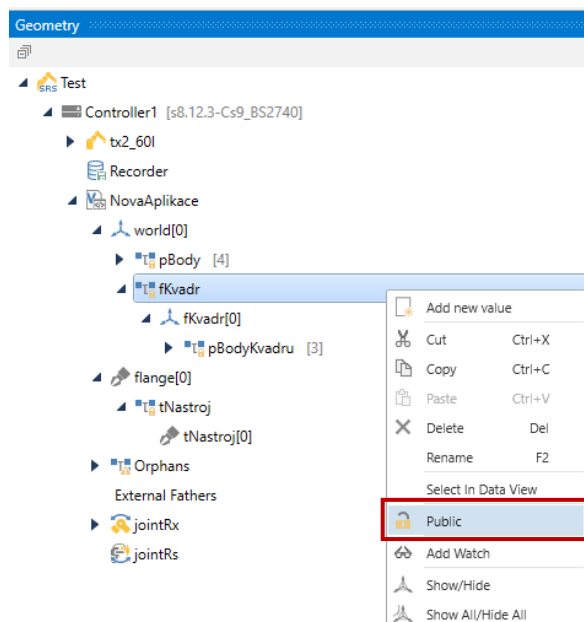 Geometry
SRS Test
Controller1 [s8.12.3-Cs9_BS2740]
tx2_60l
Recorder
NovaAplikace
world[0]
pBody [4]
fKvadr
fKvadr[0]
pBodyKvadru [3]
flange[0]
tNastroj
tNastroj[0]
Orphans
External Fathers
jointRx
jointRs
Add new value
Cut Ctrl+X
Copy Ctrl+C
Paste Ctrl+V
Delete Del
Rename F2
Select In Data View
Public
Add Watch
Show/Hide
Show All/Hide All